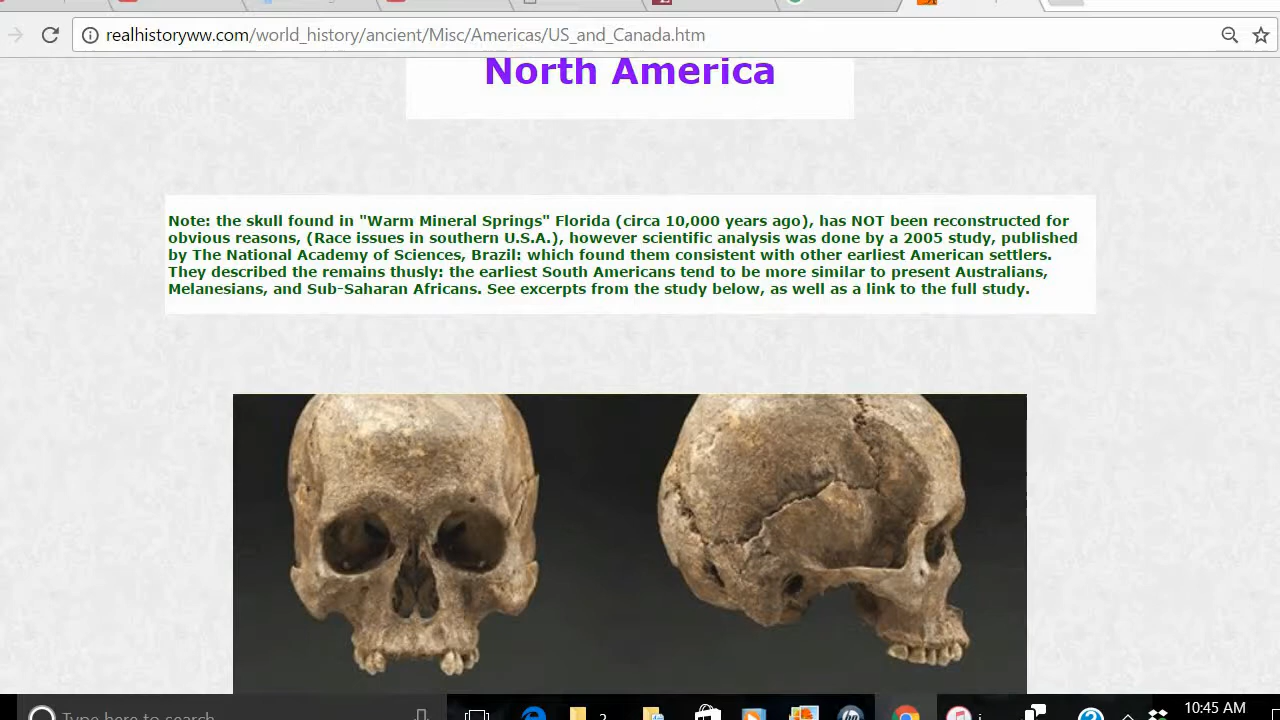 realhistoryww.com/world_history/ancient/Misc/Americas/US_and_Canada.htm
North America
Note: the skull found in "Warm Mineral Springs" Florida (circa 10,000 years ago), has NOT been reconstructed for
obvious reasons, (Race issues in southern U.S.A.), however scientific analysis was done by a 2005 study, published
by The National Academy of Sciences, Brazil: which found them consistent with other earliest American settlers.
They described the remains thusly: the earliest South Americans tend to be more similar to present Australians,
Melanesians, and Sub-Saharan Africans. See excerpts from the study below, as well as a link to the full study.
Type here to search
2
10:45 AM